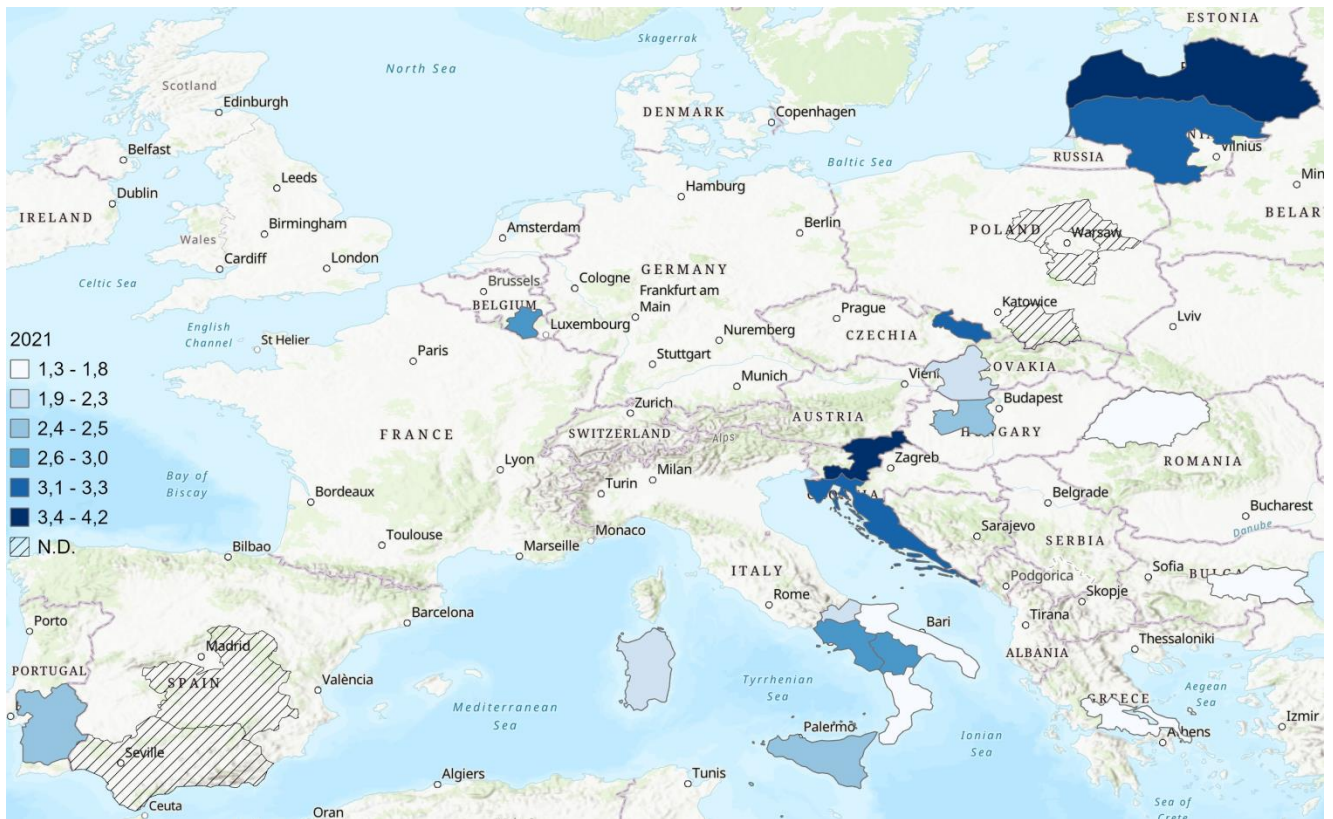 ESTONIA
Skagerrak
North Sea
Scotland
Edinburgh
DENMARK
Copenhagen
Belfast
Vilnius
RUSSIA
Baltic Sea
Leeds
Dublin
Hamburg
Min
IRELAND
Birmingham
BELAR
Wales
Amsterdam
Berlin
POLAND
Warsaw
Cardiff
London
Celtic Sea
Brussels
Cologne
GERMANY
BELGIUM
Frankfurt am
Main
Prague
Katowice
English
Channel
Luxembourg
Nuremberg
CZECHIA
Lviv
2021
St Helier
Paris
Stuttgart
1,3 - 1,8
Munich
Vieni
LOVAKIA
1,9 - 2,3
Zurich
AUSTRIA
Budapest
2,4 - 2,5
FRANCE
SWITZERLAND
Alps
HUNGARY
2,6 - 3,0
Lyon
Milan
Zagreb
ROMANIA
3,1 - 3,3
Bay of
Biscay
Bordeaux
Turin
Belgrade
Bucharest
3,4 - 4,2
Toulouse
Monaco
Sarajevo
Danube
N.D.
Bilbao
Marseille
SERBIA
ITALY
Podgorica
Sofia
BULGA
Rome
Skopje
Porto
Barcelona
Bari
Tirana
Thessaloniki
Madrid
ALBANIA
PORTUGAL
SPAIN
València
Tyrrhenian
Sea
GREECE
Aegean
Sea
Mediterranean
Sea
Palermo
Ionian
Sea
Izmir
Athens
Seville
Algiers
Tunis
Ceuta
Oran
Sea of
Crete